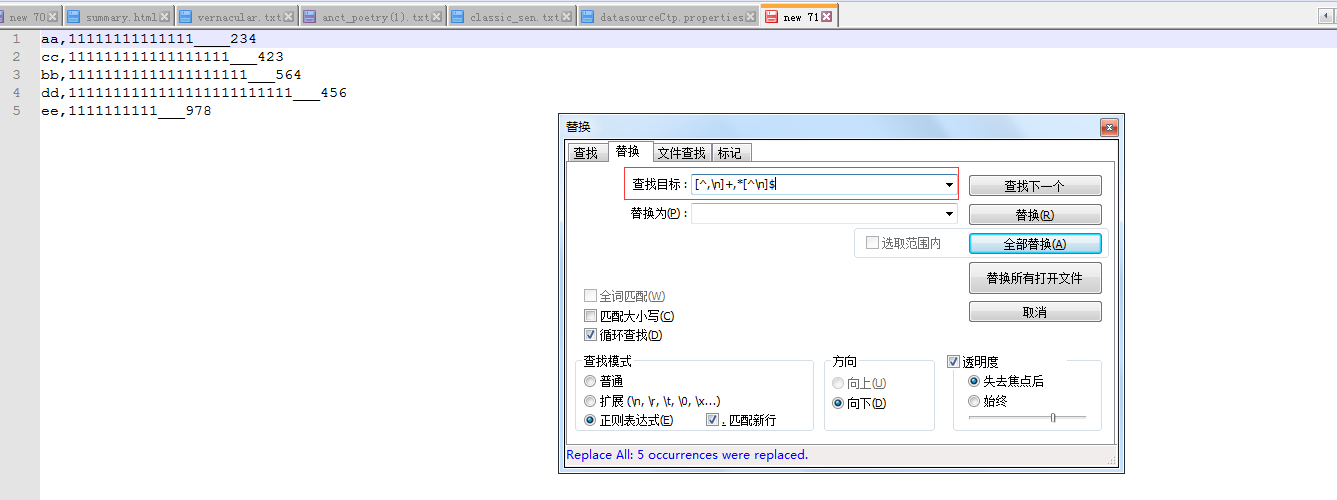 new 70 summary.html vernacular.txt anct_poetry(1).txt classic_sen.txt datasourceCtp.properties new 71
1 aa,11111111111111____234
2 cc,111111111111111111___423
3 bb,11111111111111111111___564
4 dd,1111111111111111111111111___456
5 ee,1111111111___978
替换
查找 替换 文件查找 标记
查找目标: [^,\n]+,*[^\n]$ 查找下一个
替换为(P): 替换(R)
选取范围内 全部替换(A)
替换所有打开文件
全词匹配(W) 取消
匹配大小写(C)
循环查找(D)
查找模式 方向 透明度
普通 向上(U) 失去焦点后
扩展 (\n, \r, \t, \0, \x...) 向下(D) 始终
正则表达式(E) . 匹配新行
Replace All: 5 occurrences were replaced.